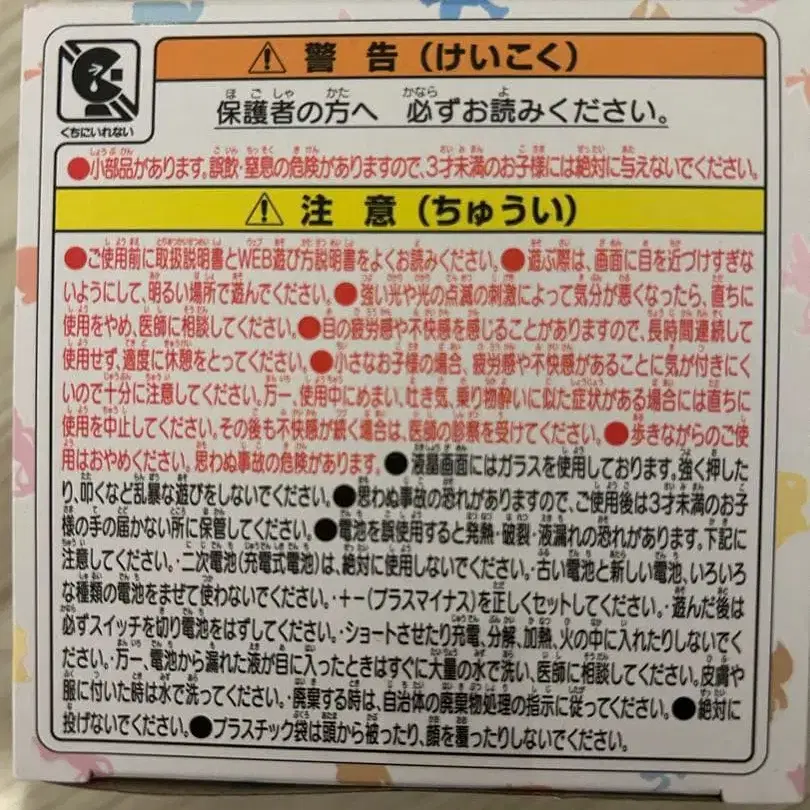 くちにいれない
⚠ 警告(けいこく)
保護者の方へ 必ずお読みください。
●小部品があります。誤飲・窒息の危険がありますので、3才未満のお子様には絶対に与えないでください。
⚠ 注意(ちゅうい)
●ご使用前に取扱説明書とWEB遊び方説明書をよくお読みください。●遊ぶ際は、画面に目を近づけすぎな
いようにして、明るい場所で遊んでください。●強い光や光の点滅の刺激によって気分が悪くなったら、直ちに
使用をやめ、医師に相談してください。●目の疲労感や不快感を感じることがありますので、長時間連続して
使用せず、適度に休憩をとってください。●小さなお子様の場合、疲労感や不快感があることに気が付きにく
いので十分に注意してください。万一、使用中にめまい、吐き気、乗り物酔いに似た症状がある場合には直ちに
使用を中止してください。その後も不快感が続く場合は、医師の診察を受けてください。●歩きながらのご使
用はおやめください。思わぬ事故の危険があります。●液晶画面にはガラスを使用しております。強く押した
り、叩くなど乱暴な遊びをしないでください。●思わぬ事故の恐れがありますので、ご使用後は3才未満のお子
様の手の届かない所に保管してください。●電池を誤使用すると発熱・破裂・液漏れの恐れがあります。下記に
注意してください。・二次電池(充電式電池)は、絶対に使用しないでください。・古い電池と新しい電池、いろいろ
な種類の電池をまぜて使わないでください。・+−(プラスマイナス)を正しくセットしてください。・遊んだ後は
必ずスイッチを切り電池をはずしてください。・ショートさせたり充電、分解、加熱、火の中に入れたりしないでく
ださい。・万一、電池から漏れた液が目に入ったときはすぐに大量の水で洗い、医師に相談してください。皮膚や
服に付いた時は水で洗ってください。・廃棄する時は、自治体の廃棄物処理の指示に従ってください。●絶対に
投げないでください。●プラスチック袋は頭から被ったり、顔を覆ったりしないでください。